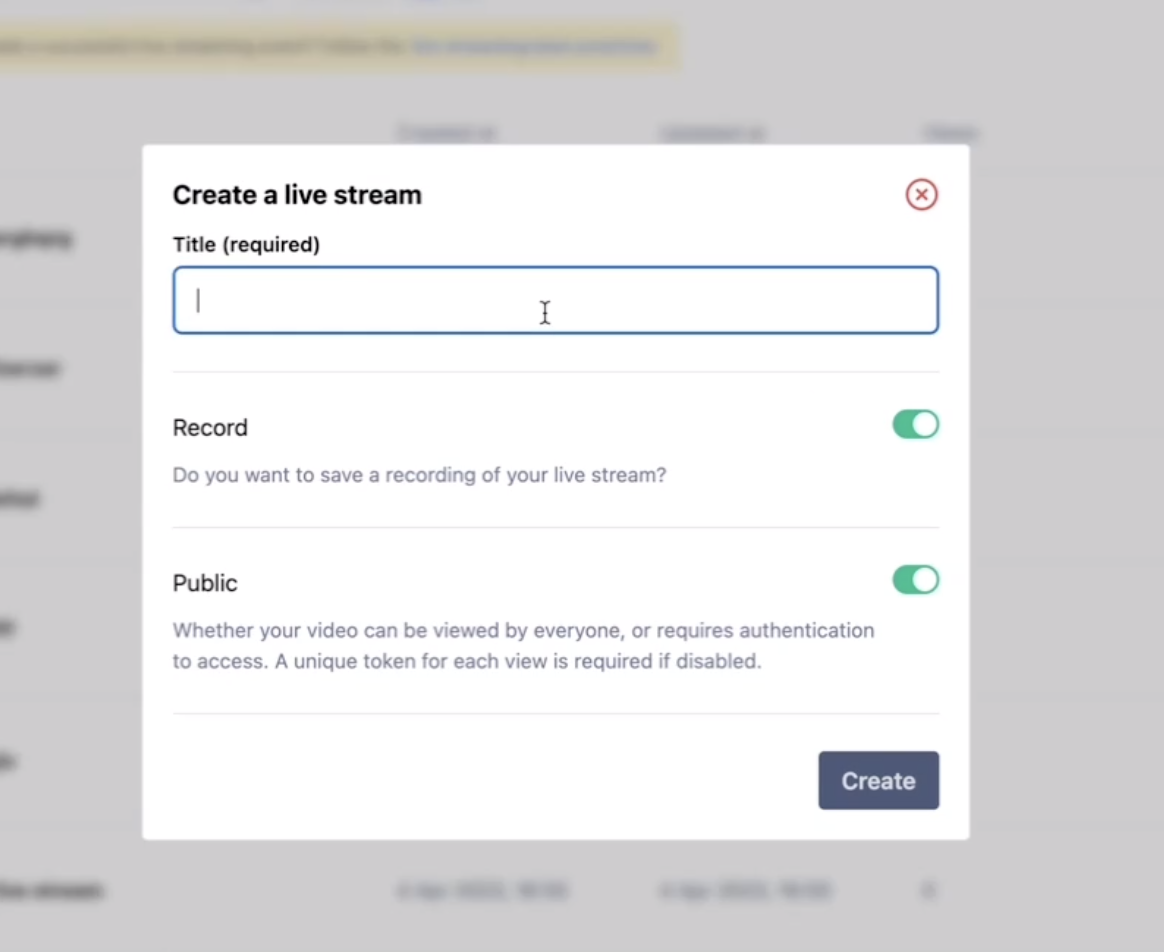 Create a live stream
Title (required)
Record
Do you want to save a recording of your live stream?
Public
Whether your video can be viewed by everyone, or requires authentication
to access. A unique token for each view is required if disabled.
Create